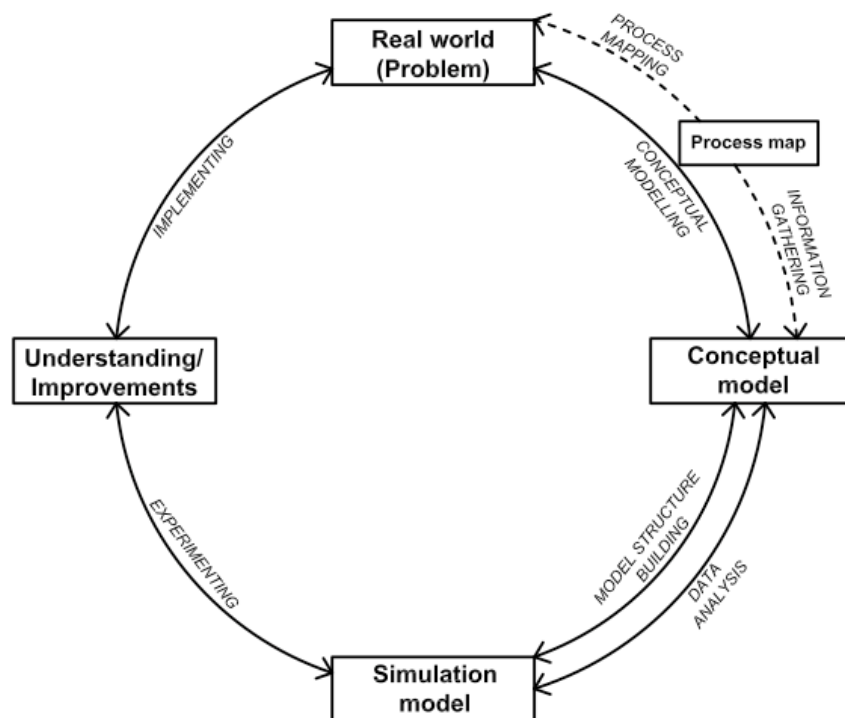 Real world
(Problem)
PROCESS
MAPPING
Process map
IMPLEMENTING
CONCEPTUAL
MODELLING
INFORMATION
GATHERING
Understanding/
Improvements
Conceptual
model
EXPERIMENTING
MODEL STRUCTURE
BUILDING
DATA
ANALYSIS
Simulation
model